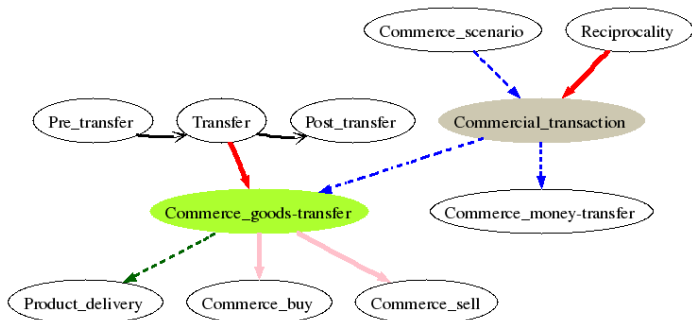 Commerce_scenario
Reciprocality
Pre_transfer
Transfer
Post_transfer
Commercial_transaction
Commerce_goods-transfer
Commerce_money-transfer
Product_delivery
Commerce_buy
Commerce_sell